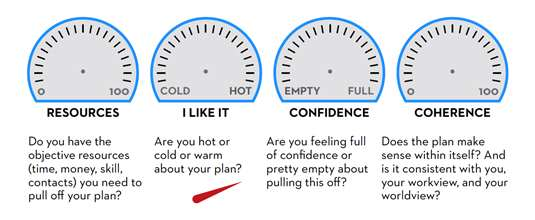 0 100
COLD HOT
EMPTY FULL
0 100
RESOURCES
I LIKE IT
CONFIDENCE
COHERENCE
Do you have the
objective resources
(time, money, skill,
contacts) you need to
pull off your plan?
Are you hot or
cold or warm
about your plan?
Are you feeling full
of confidence or
pretty empty about
pulling this off?
Does the plan make
sense within itself? And
is it consistent with you,
your workview, and your
worldview?